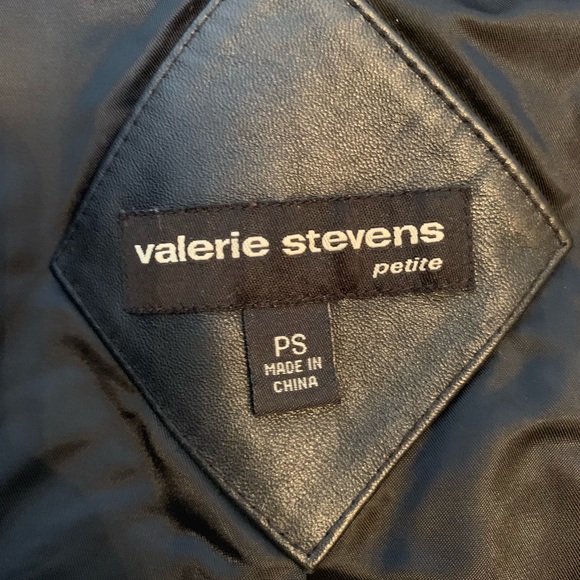 valerie stevens
petite
PS
MADE IN
CHINA